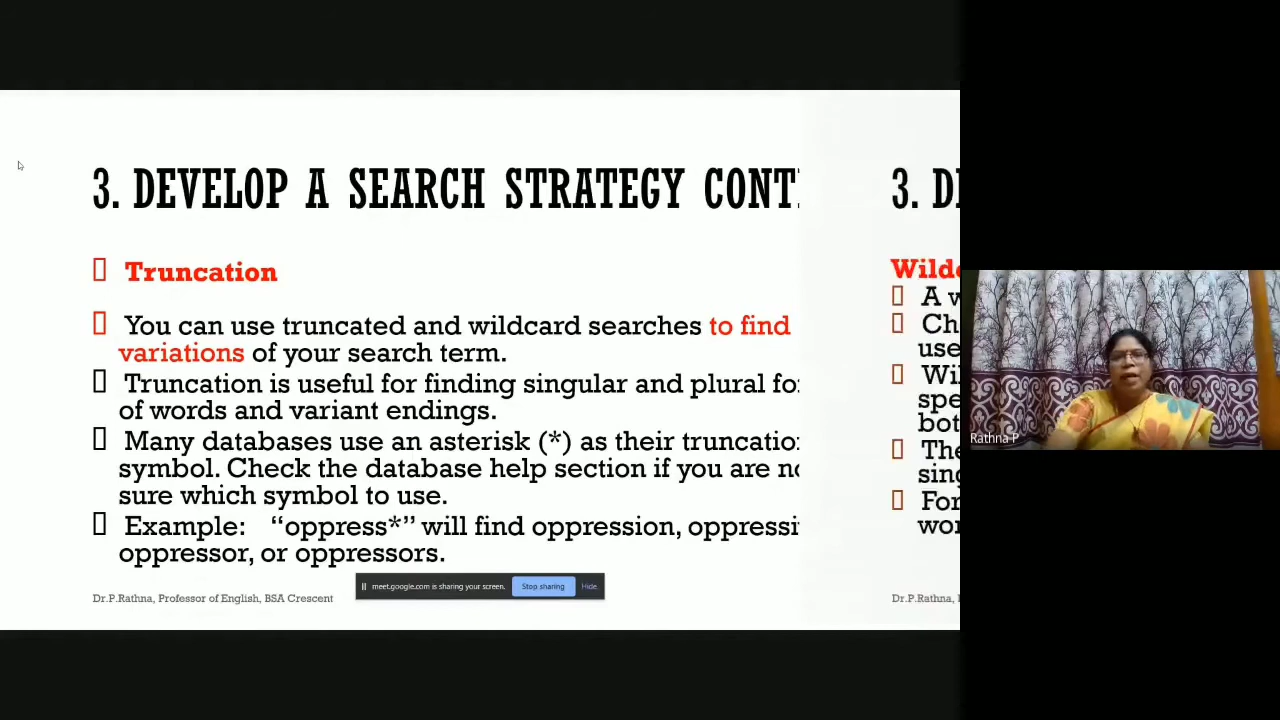 3. DEVELOP A SEARCH STRATEGY CONT
Truncation
You can use truncated and wildcard searches to find
variations of your search term.
Truncation is useful for finding singular and plural fo
of words and variant endings.
Many databases use an asterisk (*) as their truncatio
symbol. Check the database help section if you are no
sure which symbol to use.
Example: “oppress*” will find oppression, oppressi
oppressor, or oppressors.
meet.google.com is sharing your screen. Stop sharing Hide
Dr.P.Rathna, Professor of English, BSA Crescent
3. D
Wild
A w
Ch
use
Wil
spe
bot
The
sing
For
wor
Dr.P.Rathna,
Rathna P